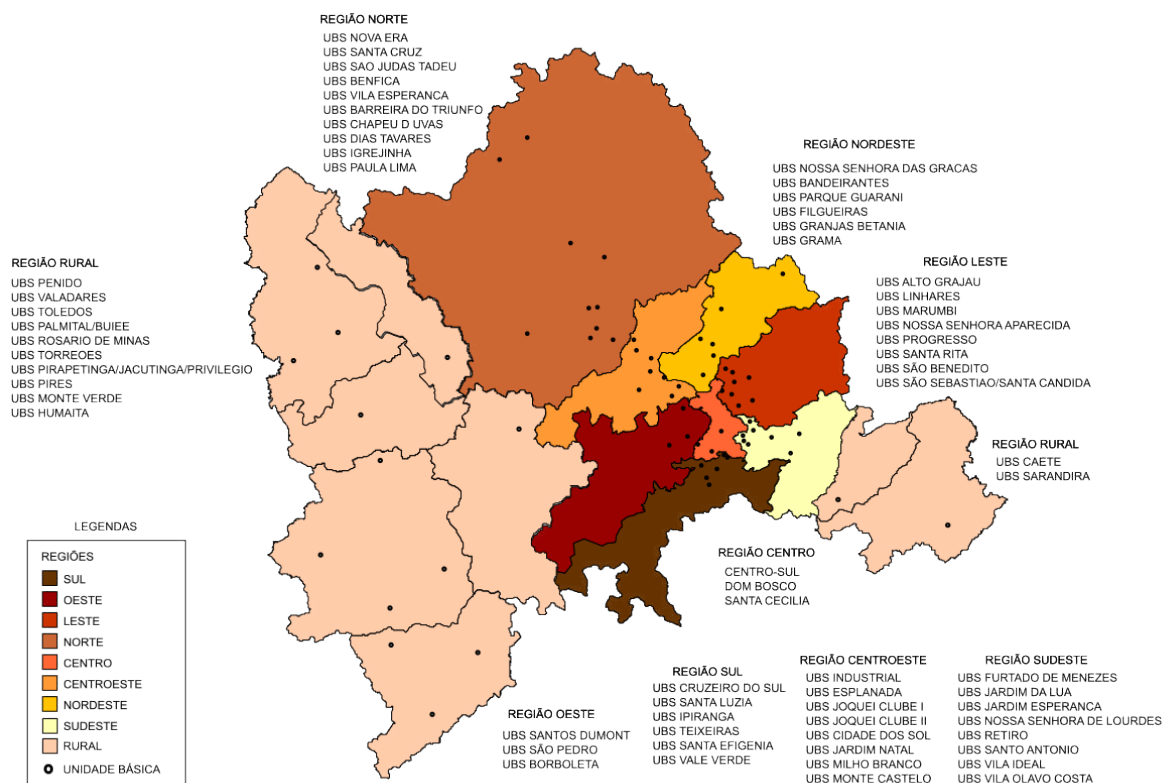 REGIÃO NORTE
UBS NOVA ERA
UBS SANTA CRUZ
UBS SAO JUDAS TADEU
UBS BENFICA
UBS VILA ESPERANCA
UBS BARREIRA DO TRIUNFO
UBS CHAPEU D UVAS
UBS DIAS TAVARES
UBS IGREJINHA
UBS PAULA LIMA
REGIÃO NORDESTE
UBS NOSSA SENHORA DAS GRACAS
UBS BANDEIRANTES
UBS PARQUE GUARANI
UBS FILGUEIRAS
UBS GRANJAS BETANIA
UBS GRAMA
REGIÃO LESTE
UBS ALTO GRAJAU
UBS LINHARES
UBS MARUMBI
UBS NOSSA SENHORA APARECIDA
UBS PROGRESSO
UBS SANTA RITA
UBS SÃO BENEDITO
UBS SÃO SEBASTIAO/SANTA CANDIDA
REGIÃO RURAL
UBS PENIDO
UBS VALADARES
UBS TOLEDOS
UBS PALMITAL/BUIEE
UBS ROSARIO DE MINAS
UBS TORREOES
UBS PIRAPETINGA/JACUTINGA/PRIVILEGIO
UBS PIRES
UBS MONTE VERDE
UBS HUMAITA
REGIÃO RURAL
UBS CAETE
UBS SARANDIRA
LEGENDAS
REGIÕES
SUL
OESTE
LESTE
NORTE
CENTRO
CENTROESTE
NORDESTE
SUDESTE
RURAL
UNIDADE BÁSICA
REGIÃO CENTRO
CENTRO-SUL
DOM BOSCO
SANTA CECILIA
REGIÃO OESTE
UBS SANTOS DUMONT
UBS SÃO PEDRO
UBS BORBOLETA
REGIÃO SUL
UBS CRUZEIRO DO SUL
UBS SANTA LUZIA
UBS IPIRANGA
UBS TEIXEIRAS
UBS SANTA EFIGENIA
UBS VALE VERDE
REGIÃO CENTROESTE
UBS INDUSTRIAL
UBS ESPLANADA
UBS JOQUEI CLUBE I
UBS JOQUEI CLUBE II
UBS CIDADE DOS SOL
UBS JARDIM NATAL
UBS MILHO BRANCO
UBS MONTE CASTELO
REGIÃO SUDESTE
UBS FURTADO DE MENEZES
UBS JARDIM DA LUA
UBS JARDIM ESPERANCA
UBS NOSSA SENHORA DE LOURDES
UBS RETIRO
UBS SANTO ANTONIO
UBS VILA IDEAL
UBS VILA OLAVO COSTA